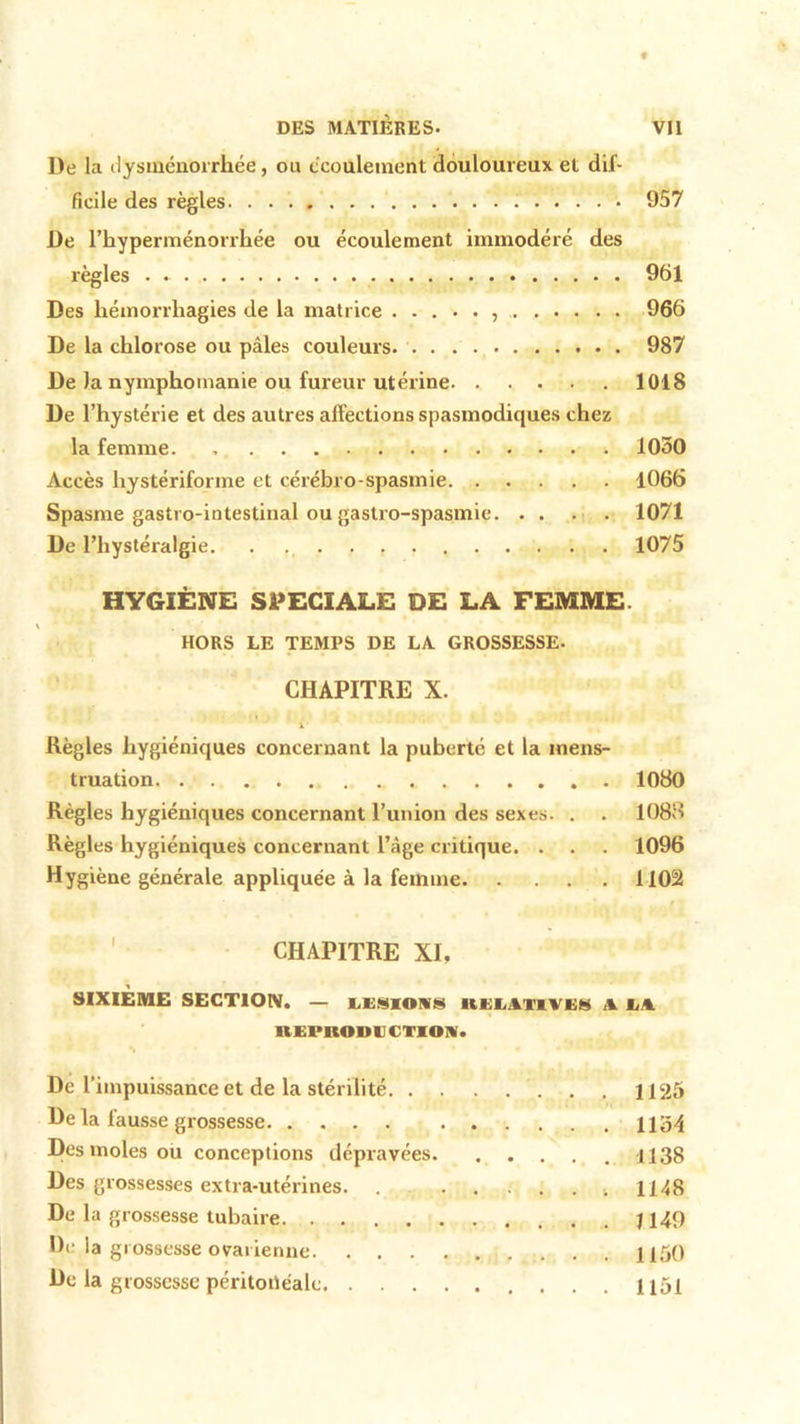 DES MATIÈRES. VII
De la dysménorrhée, ou écoulement douloureux et dif-
ficile des règles. . . . . . . . . . . . . . . . . . . . 957
De l'hyperménorrhée ou écoulement immodéré des
règles . . . . . . . . . . . . . . . . . . . . . . . 961
Des hémorrhagies de la matrice . . . . . , . . . . . . 966
De la chlorose ou pâles couleurs. . . . . . . . . . . . 987
De la nymphomanie ou fureur utérine. . . . . . . 1018
De l'hystérie et des autres affections spasmodiques chez
la femme. . . . . . . . . . . . . . . 1030
Accès hystériforme et cérébro-spasmie. . . . . . 1066
Spasme gastro-intestinal ou gastro-spasmie. . . . . 1071
De l'hystéralgie. . . . . . . . . . . . . . 1075
HYGIÈNE SPECIALE DE LA FEMME.
HORS LE TEMPS DE LA GROSSESSE.
CHAPITRE X.
Règles hygiéniques concernant la puberté et la mens-
truation. . . . . . . . . . . . . . . . 1080
Règles hygiéniques concernant l'union des sexes. . . 1088
Règles hygiéniques concernant l'âge critique. . . . 1096
Hygiène générale appliquée à la femme. . . . . 1102
CHAPITRE XI.
SIXIÈME SECTION. — LESIONS RELATIVES A LA
REPRODUCTION.
De l'impuissance et de la stérilité. . . . . . . . . 1125
De la fausse grossesse. . . . . . . . . . . 1134
Des moles ou conceptions dépravées. . . . . . 1138
Des grossesses extra-utérines. . . . . . . . . 1148
De la grossesse tubaire. . . . . . . . . . . 1149
De la grossesse ovarienne. . . . . . . . . . 1150
De la grossesse péritonéale. . . . . . . . . . 1151